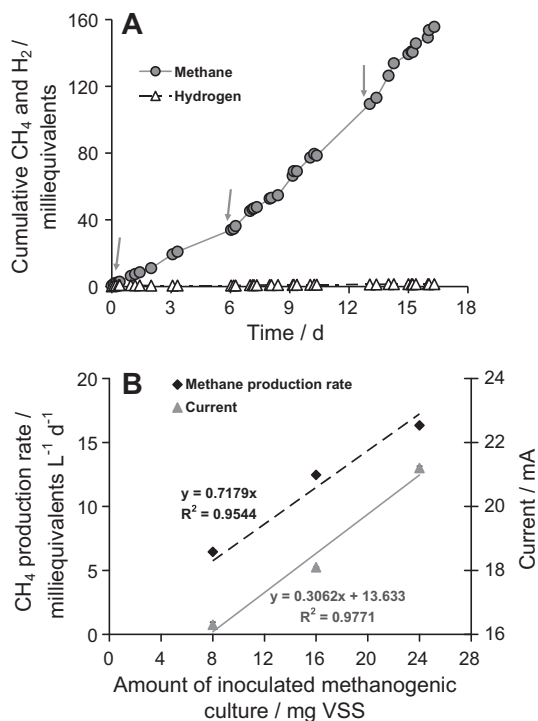 A
Cumulative CH₄ and H₂ /
milliequivalents
160
120
80
40
0
Methane
Hydrogen
0 3 6 9 12 15 18
Time / d
B
CH₄ production rate /
milliequivalents L⁻¹ d⁻¹
20
15
10
5
0
Methane production rate
Current
y = 0.7179x
R² = 0.9544
y = 0.3062x + 13.633
R² = 0.9771
24
22
20
18
16
Current / mA
0 4 8 12 16 20 24 28
Amount of inoculated methanogenic
culture / mg VSS